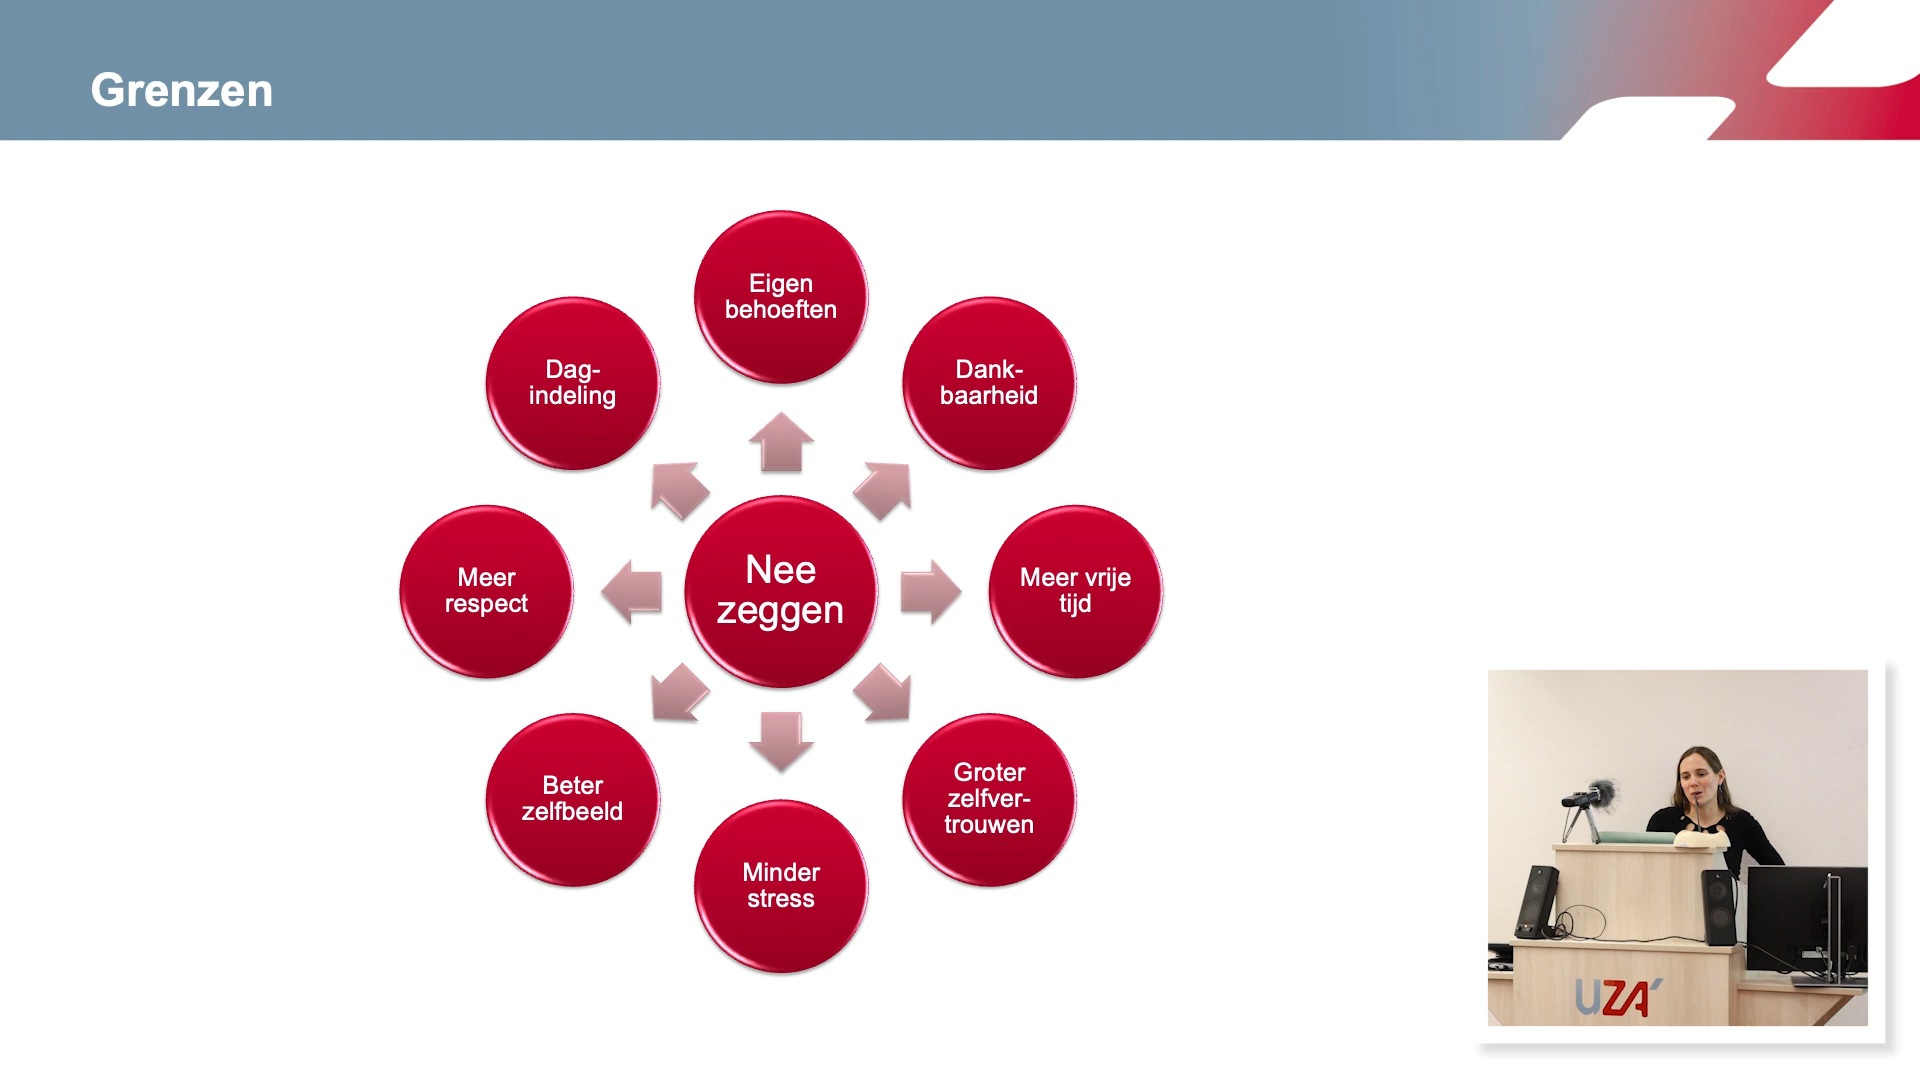 Grenzen
Eigen
behoeften
Dank-
baarheid
Meer vrije
tijd
Groter
zelfver-
trouwen
Minder
stress
Beter
zelfbeeld
Meer
respect
Dag-
indeling
Nee
zeggen
UZA